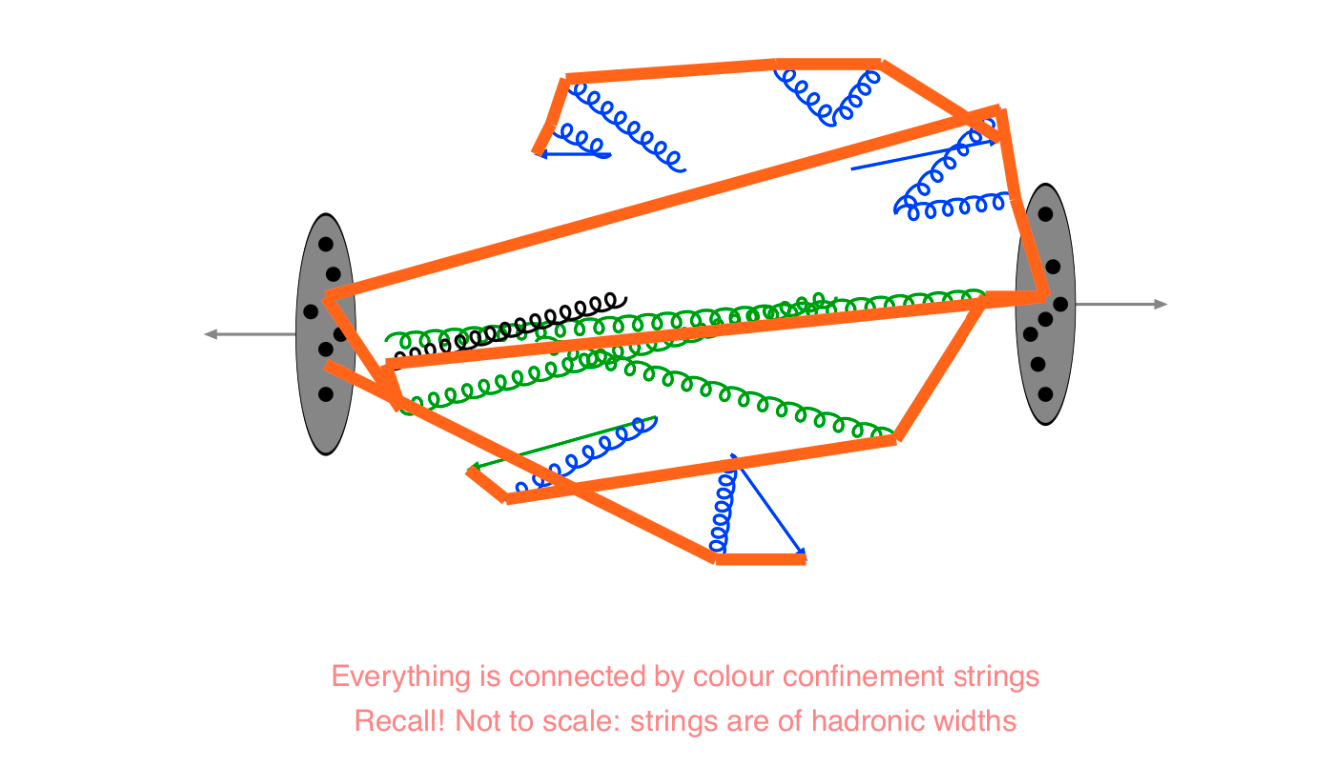 Everything is connected by colour confinement strings
Recall! Not to scale: strings are of hadronic widths